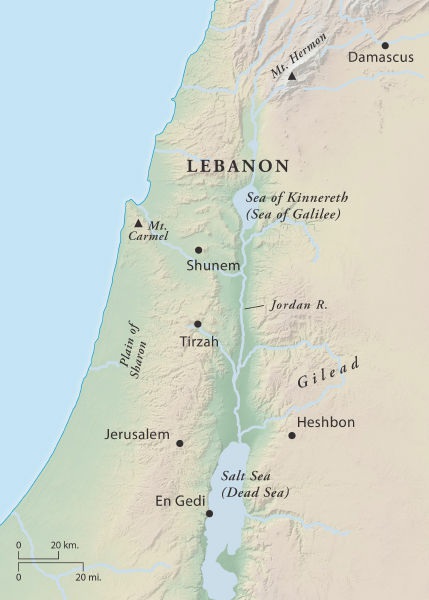 Mt. Hermon
Damascus
LEBANON
Sea of Kinnereth
(Sea of Galilee)
Mt.
Carmel
Shunem
Jordan R.
Plain of
Sharon
Tirzah
Gilead
Heshbon
Jerusalem
Salt Sea
(Dead Sea)
En Gedi
0 20 km.
0 20 mi.